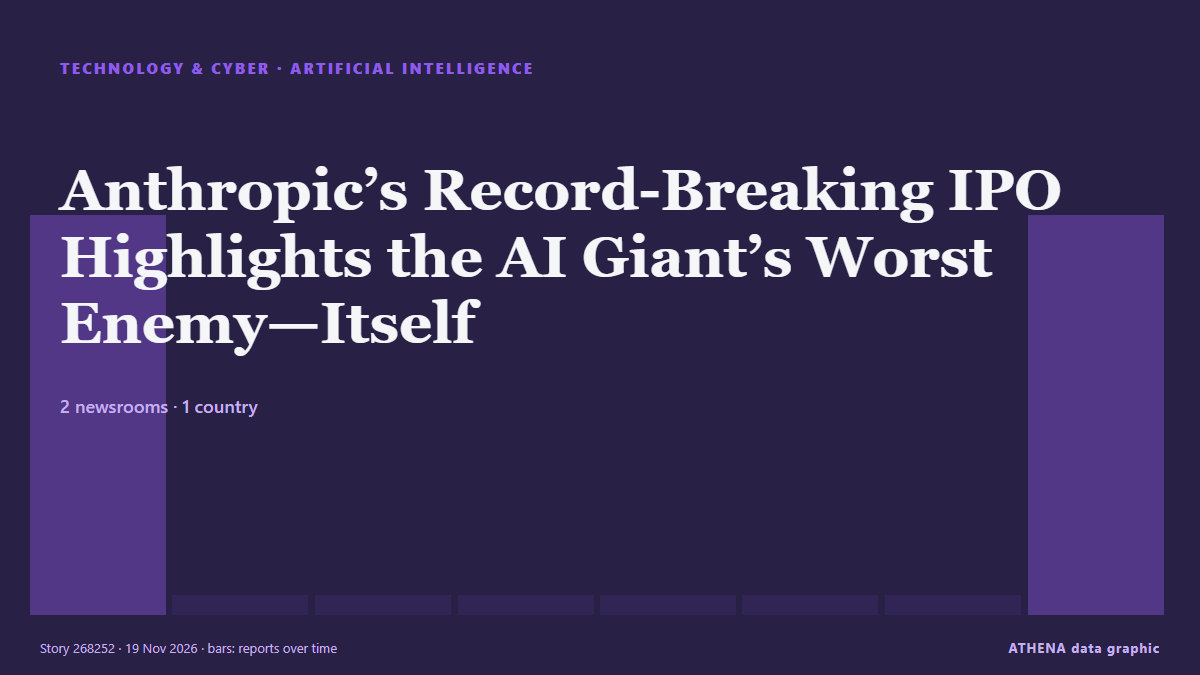 TECHNOLOGY & CYBER · ARTIFICIAL INTELLIGENCE
Anthropic’s Record-Breaking IPO
Highlights the AI Giant’s Worst
Enemy—Itself
2 newsrooms · 1 country
Story 268252 · 19 Nov 2026 · bars: reports over time
ATHENA data graphic